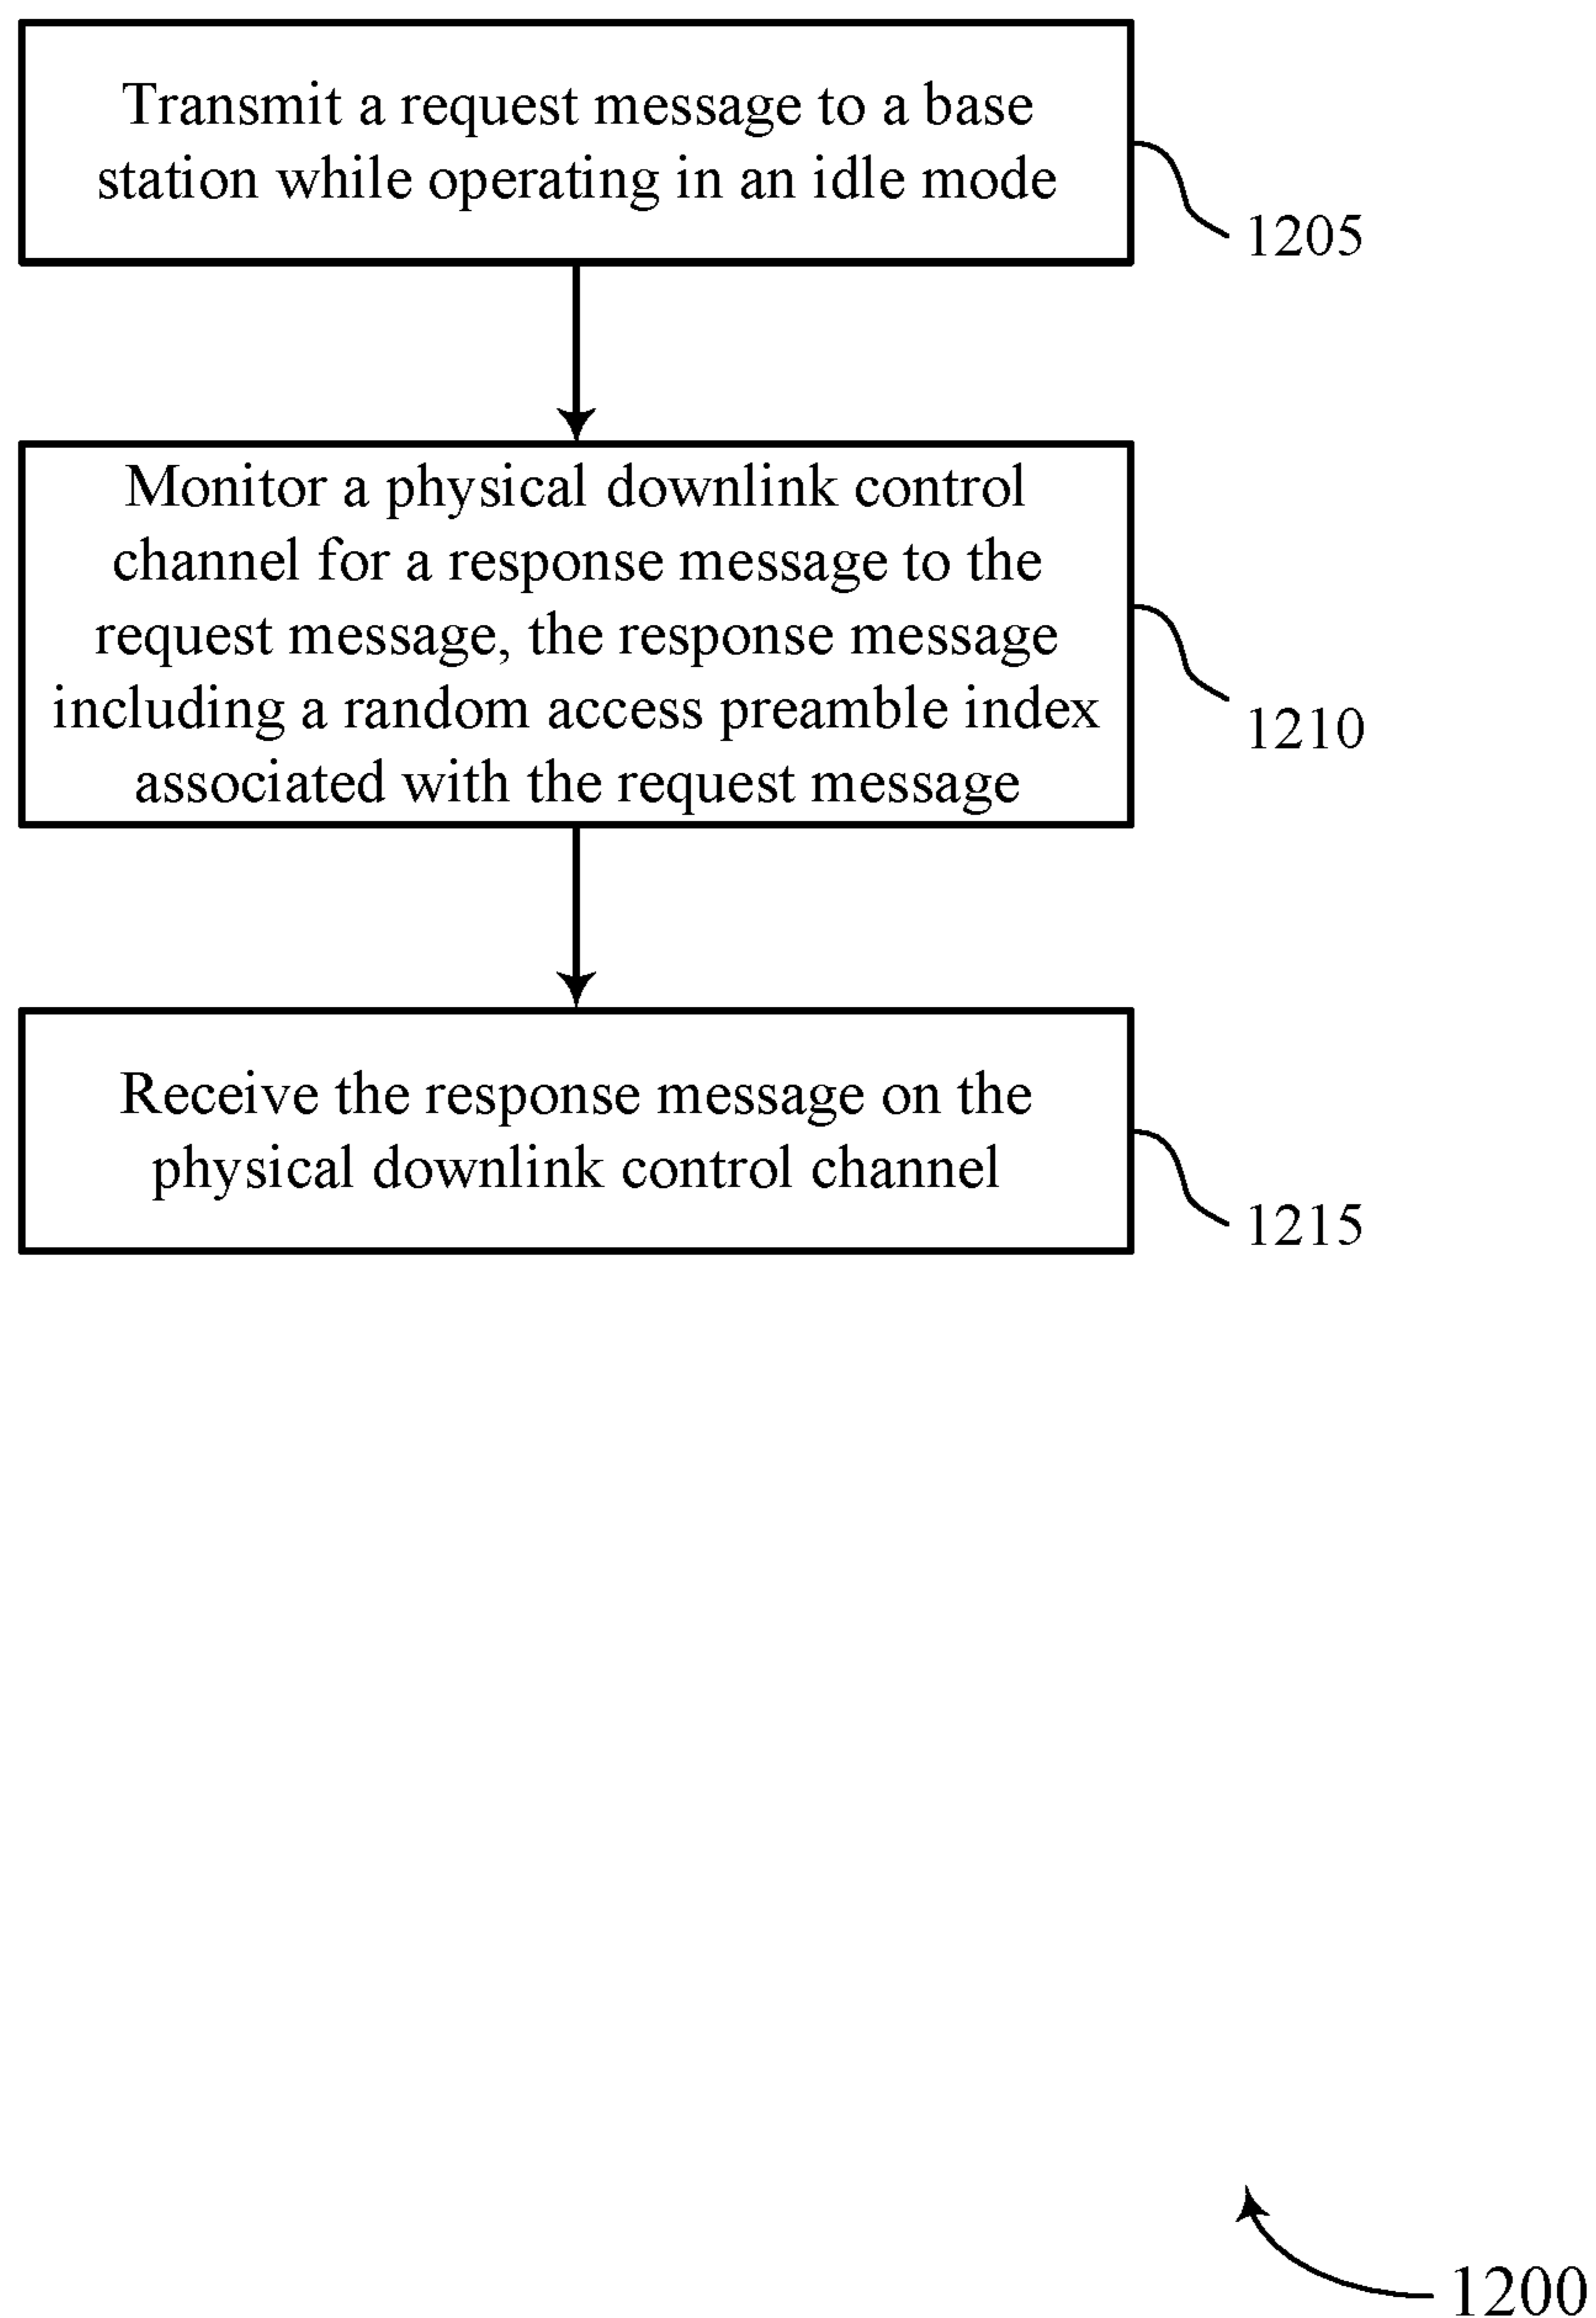 Transmit a request message to a base
station while operating in an idle mode
1205
Monitor a physical downlink control
channel for a response message to the
request message, the response message
including a random access preamble index
associated with the request message
1210
Receive the response message on the
physical downlink control channel
1215
1200